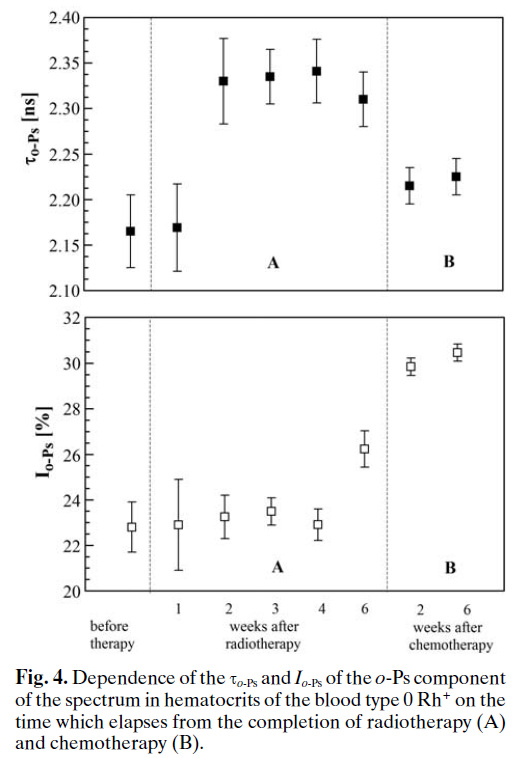 2.40
2.35
2.30
2.25
2.20
2.15
2.10
τo-Ps [ns]
A
B
32
30
28
26
24
22
20
Io-Ps [%]
A
B
1 2 3 4 6 2 6
before
therapy
weeks after
radiotherapy
weeks after
chemotherapy
Fig. 4. Dependence of the τo-Ps and Io-Ps of the o-Ps component
of the spectrum in hematocrits of the blood type 0 Rh+ on the
time which elapses from the completion of radiotherapy (A)
and chemotherapy (B).